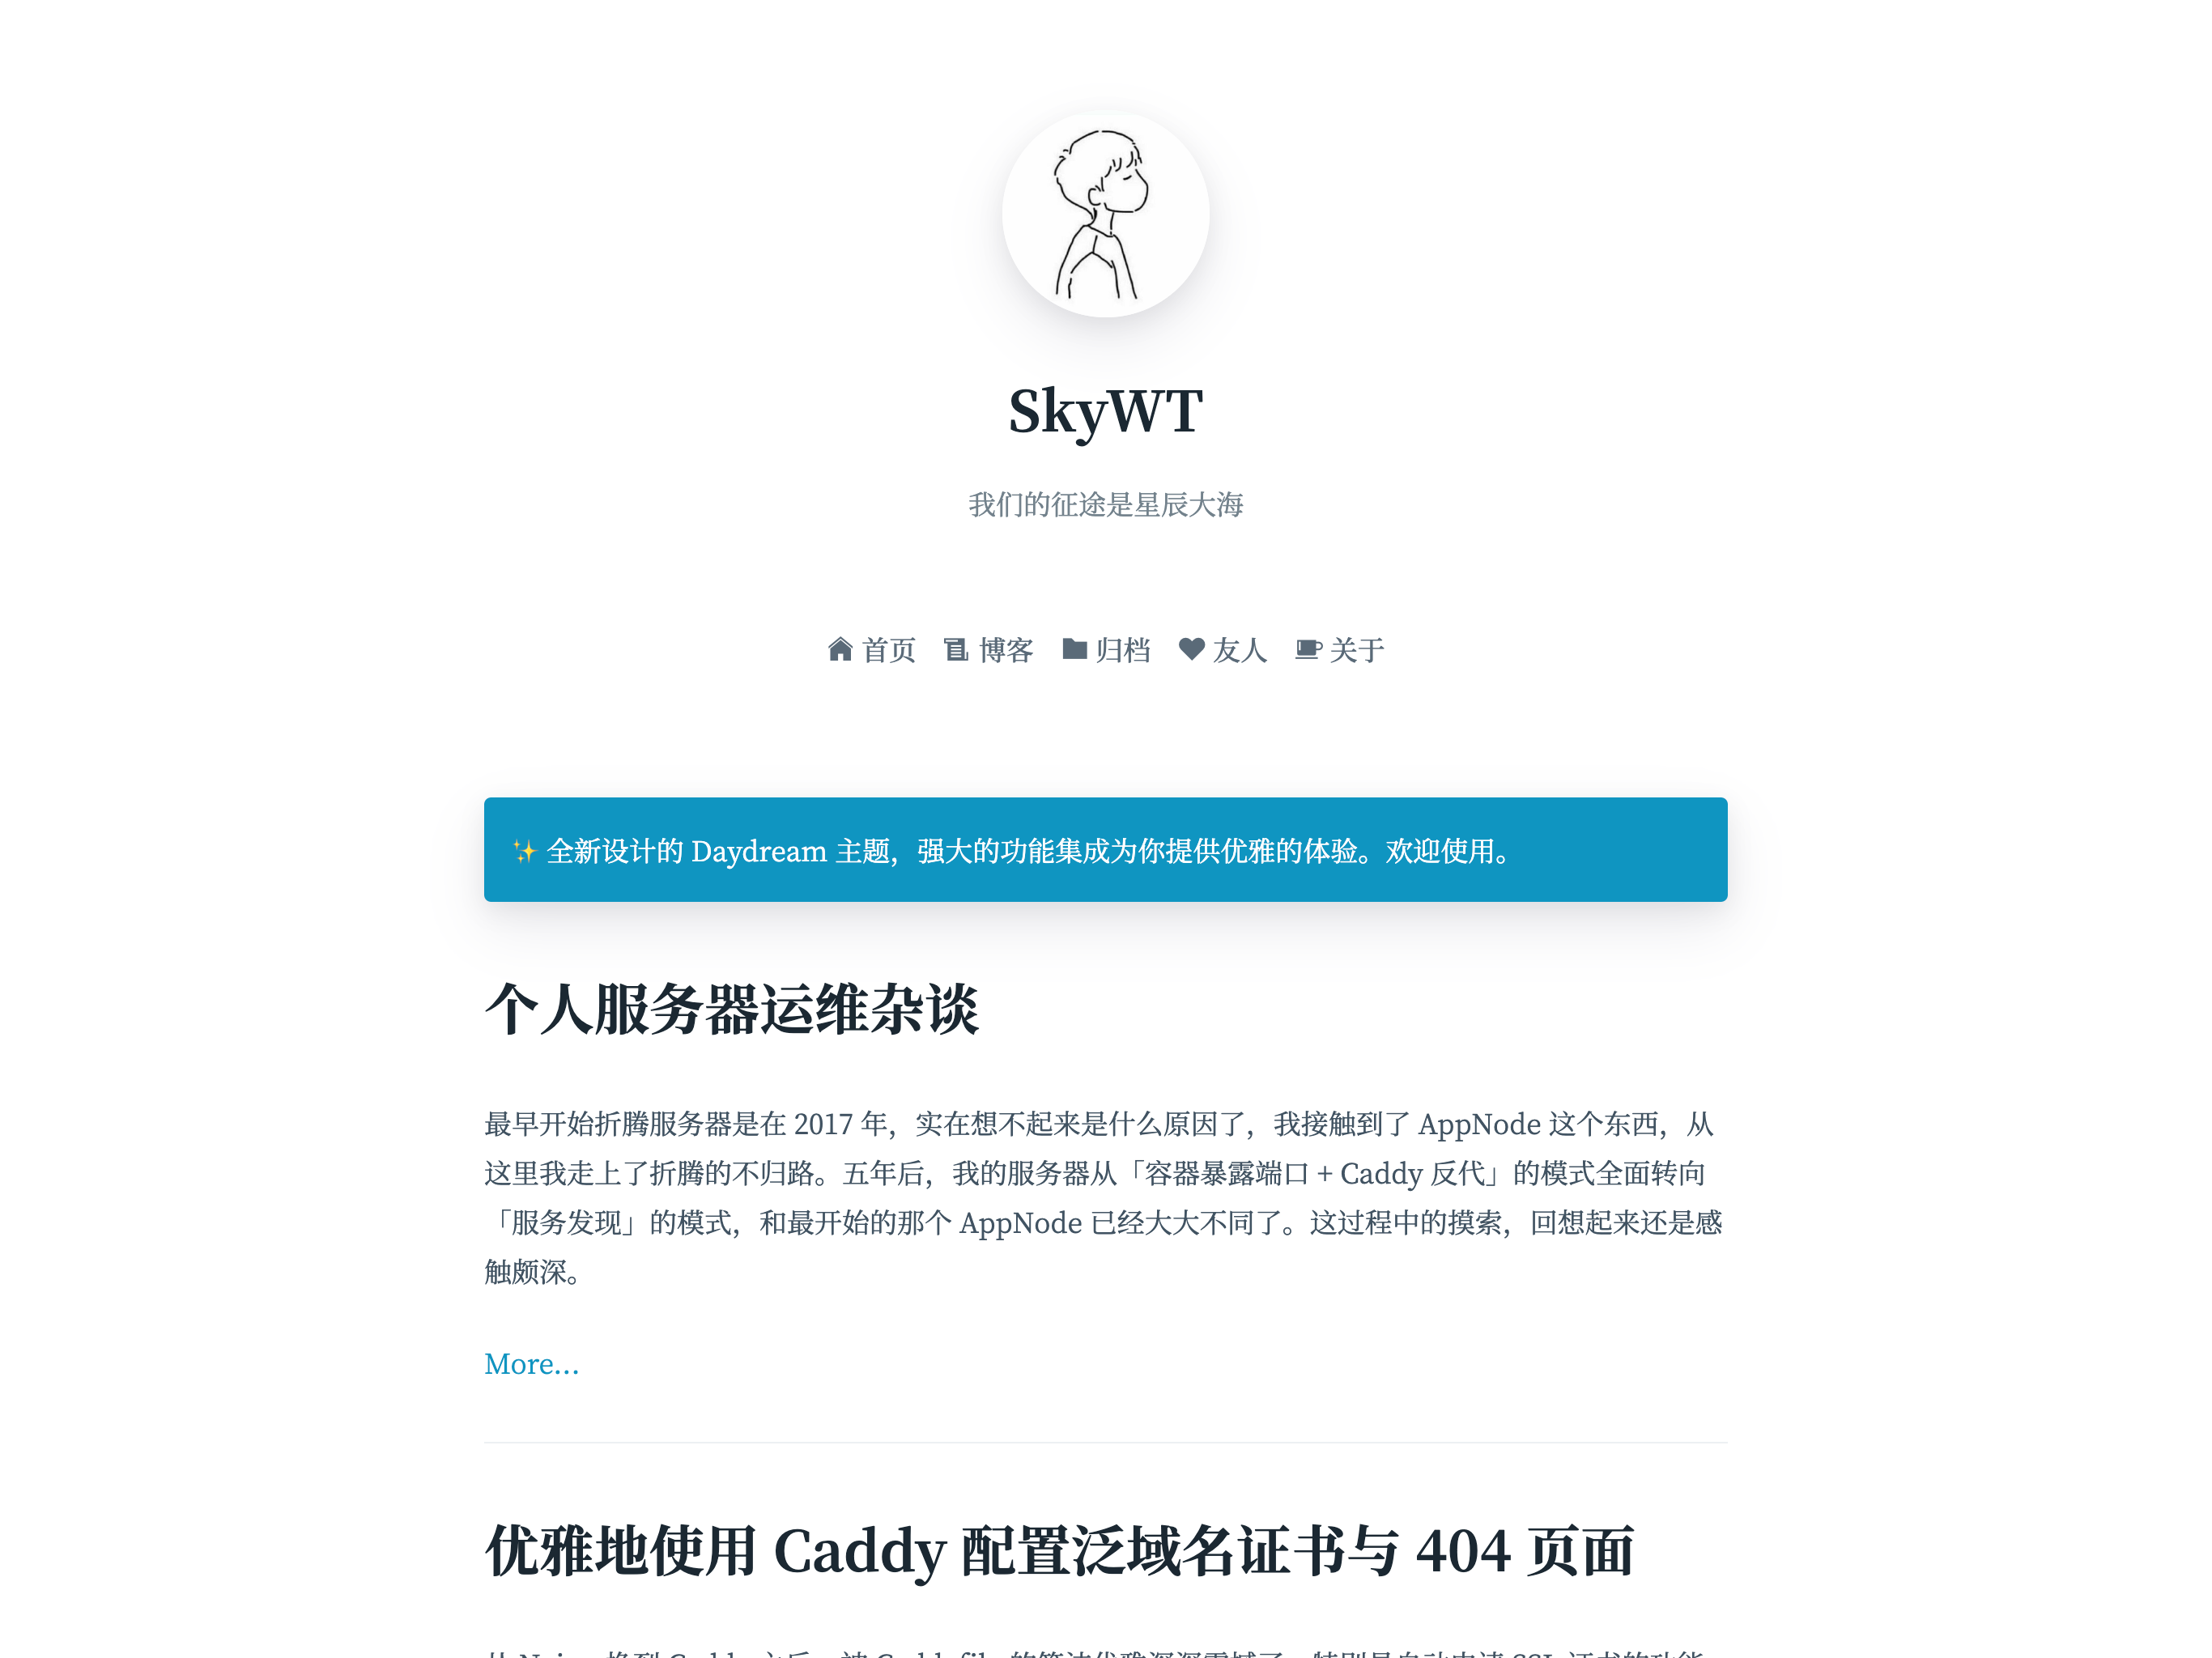 SkyWT
我们的征途是星辰大海
首页 博客 归档 友人 关于
✨ 全新设计的 Daydream 主题，强大的功能集成为你提供优雅的体验。欢迎使用。
个人服务器运维杂谈
最早开始折腾服务器是在 2017 年，实在想不起来是什么原因了，我接触到了 AppNode 这个东西，从
这里我走上了折腾的不归路。五年后，我的服务器从「容器暴露端口 + Caddy 反代」的模式全面转向
「服务发现」的模式，和最开始的那个 AppNode 已经大大不同了。这过程中的摸索，回想起来还是感
触颇深。
More...
优雅地使用 Caddy 配置泛域名证书与 404 页面